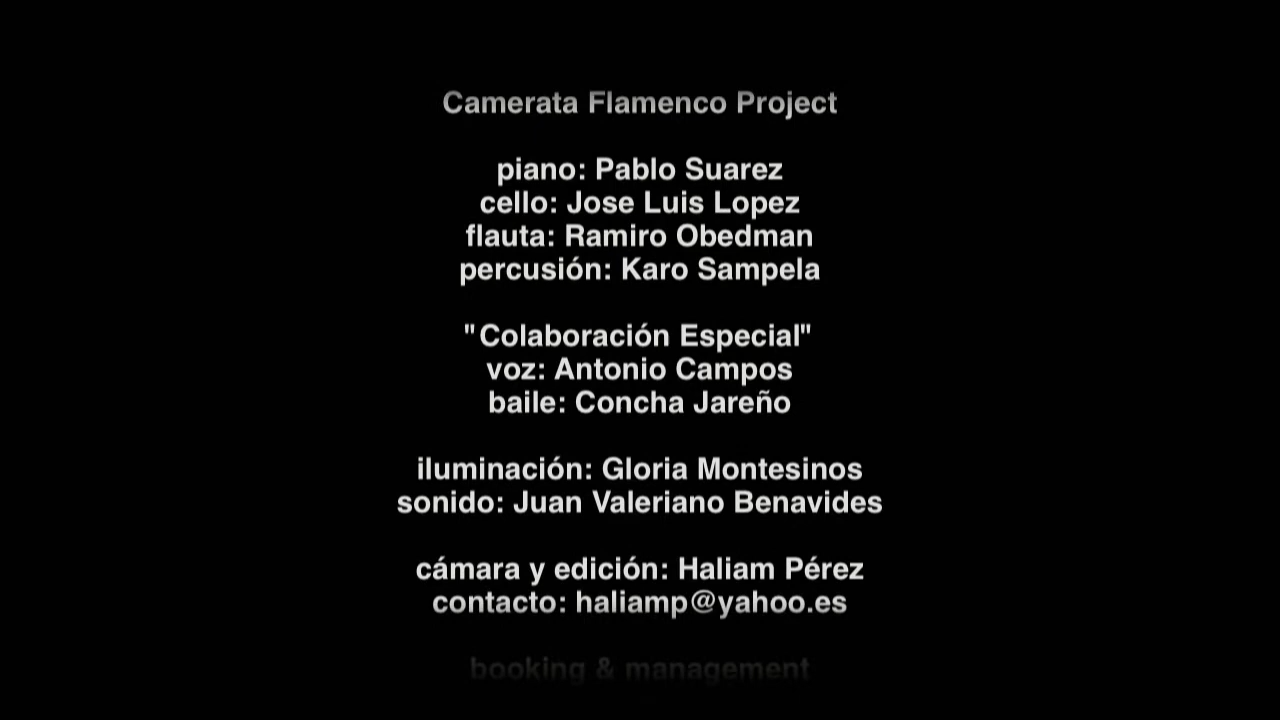 Camerata Flamenco Project
piano: Pablo Suarez
cello: Jose Luis Lopez
flauta: Ramiro Obedman
percusión: Karo Sampela
"Colaboración Especial"
voz: Antonio Campos
baile: Concha Jareño
iluminación: Gloria Montesinos
sonido: Juan Valeriano Benavides
cámara y edición: Haliam Pérez
contacto: haliamp@yahoo.es
booking & management